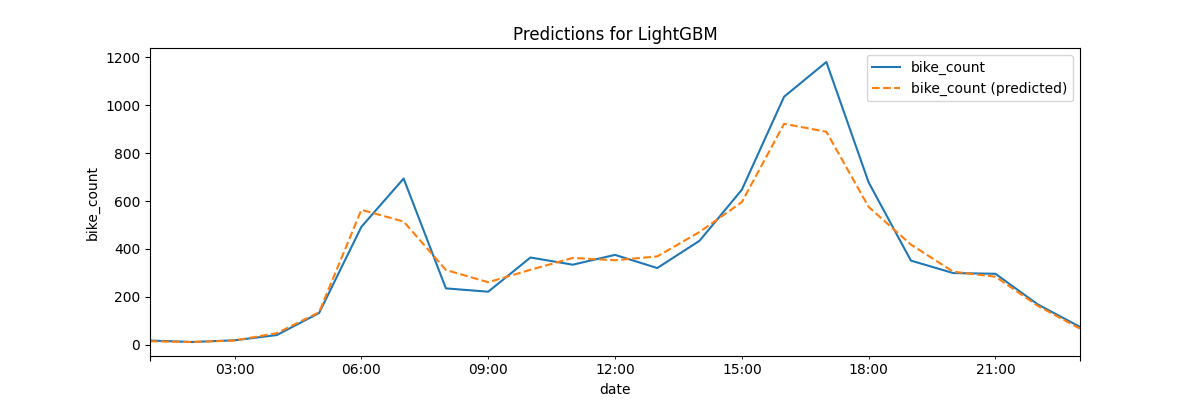 Predictions for LightGBM
bike_count
bike_count (predicted)
1200
1000
800
600
400
200
0
bike_count
03:00 06:00 09:00 12:00 15:00 18:00 21:00
date